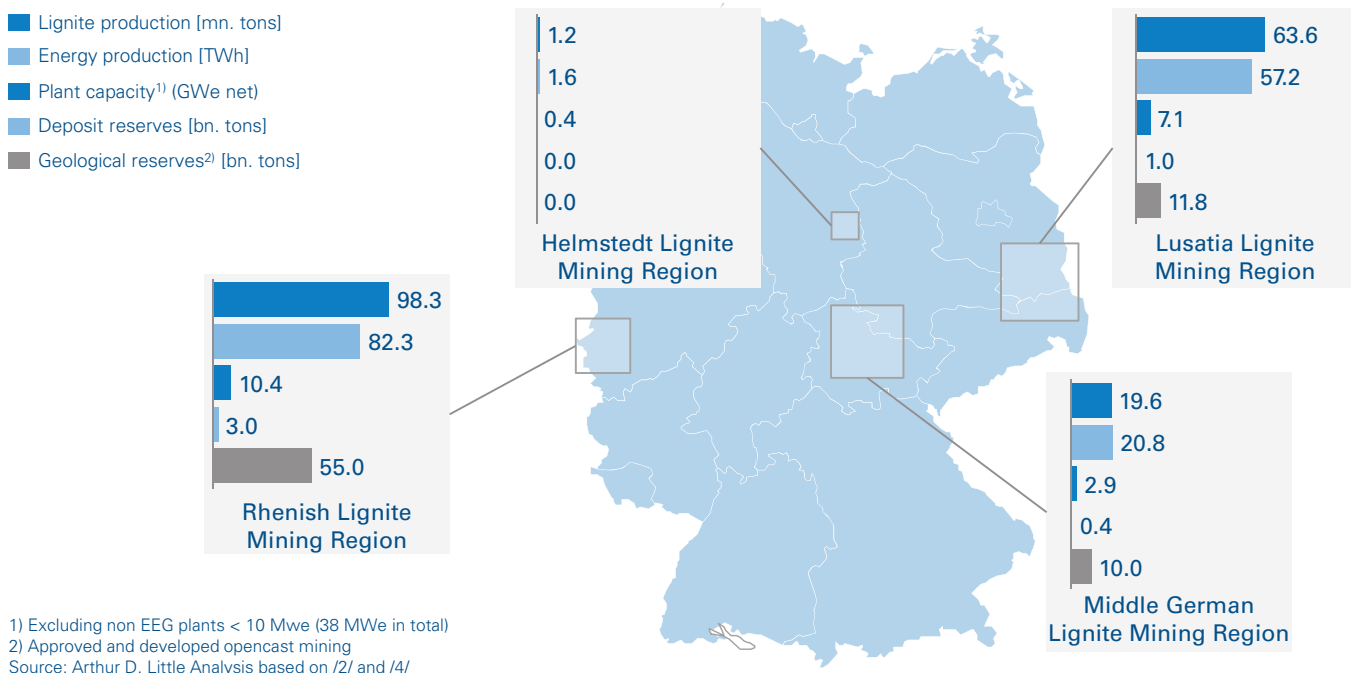 Lignite production [mn. tons]
Energy production [TWh]
Plant capacity1) (GWe net)
Deposit reserves [bn. tons]
Geological reserves2) [bn. tons]
1.2
1.6
0.4
0.0
0.0
Helmstedt Lignite
Mining Region
63.6
57.2
7.1
1.0
11.8
Lusatia Lignite
Mining Region
98.3
82.3
10.4
3.0
55.0
Rhenish Lignite
Mining Region
19.6
20.8
2.9
0.4
10.0
Middle German
Lignite Mining Region
1) Excluding non EEG plants < 10 Mwe (38 MWe in total)
2) Approved and developed opencast mining
Source: Arthur D. Little Analysis based on /2/ and /4/